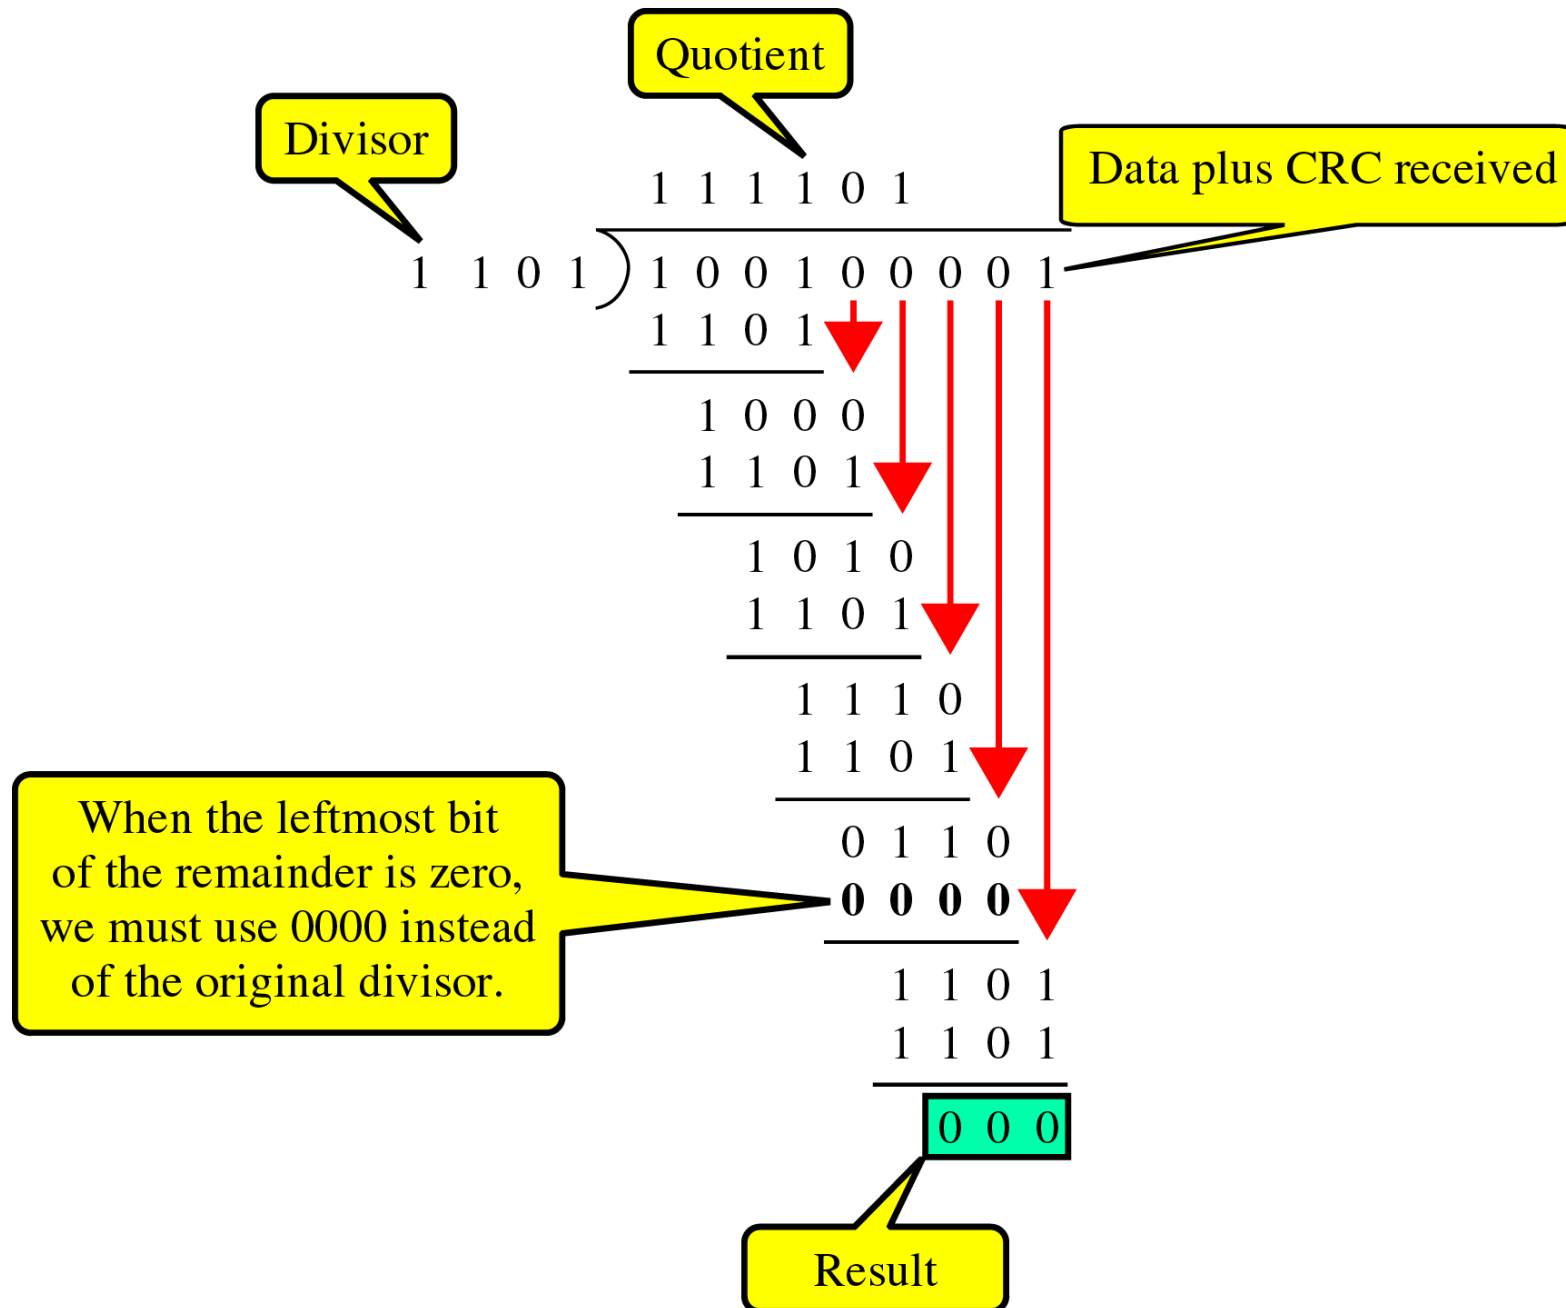 Quotient
Divisor
Data plus CRC received
1 1 1 1 0 1
1 1 0 1 1 0 0 1 0 0 0 0 1
1 1 0 1
1 0 0 0
1 1 0 1
1 0 1 0
1 1 0 1
1 1 1 0
1 1 0 1
When the leftmost bit
of the remainder is zero,
we must use 0000 instead
of the original divisor.
0 1 1 0
0 0 0 0
1 1 0 1
1 1 0 1
0 0 0
Result